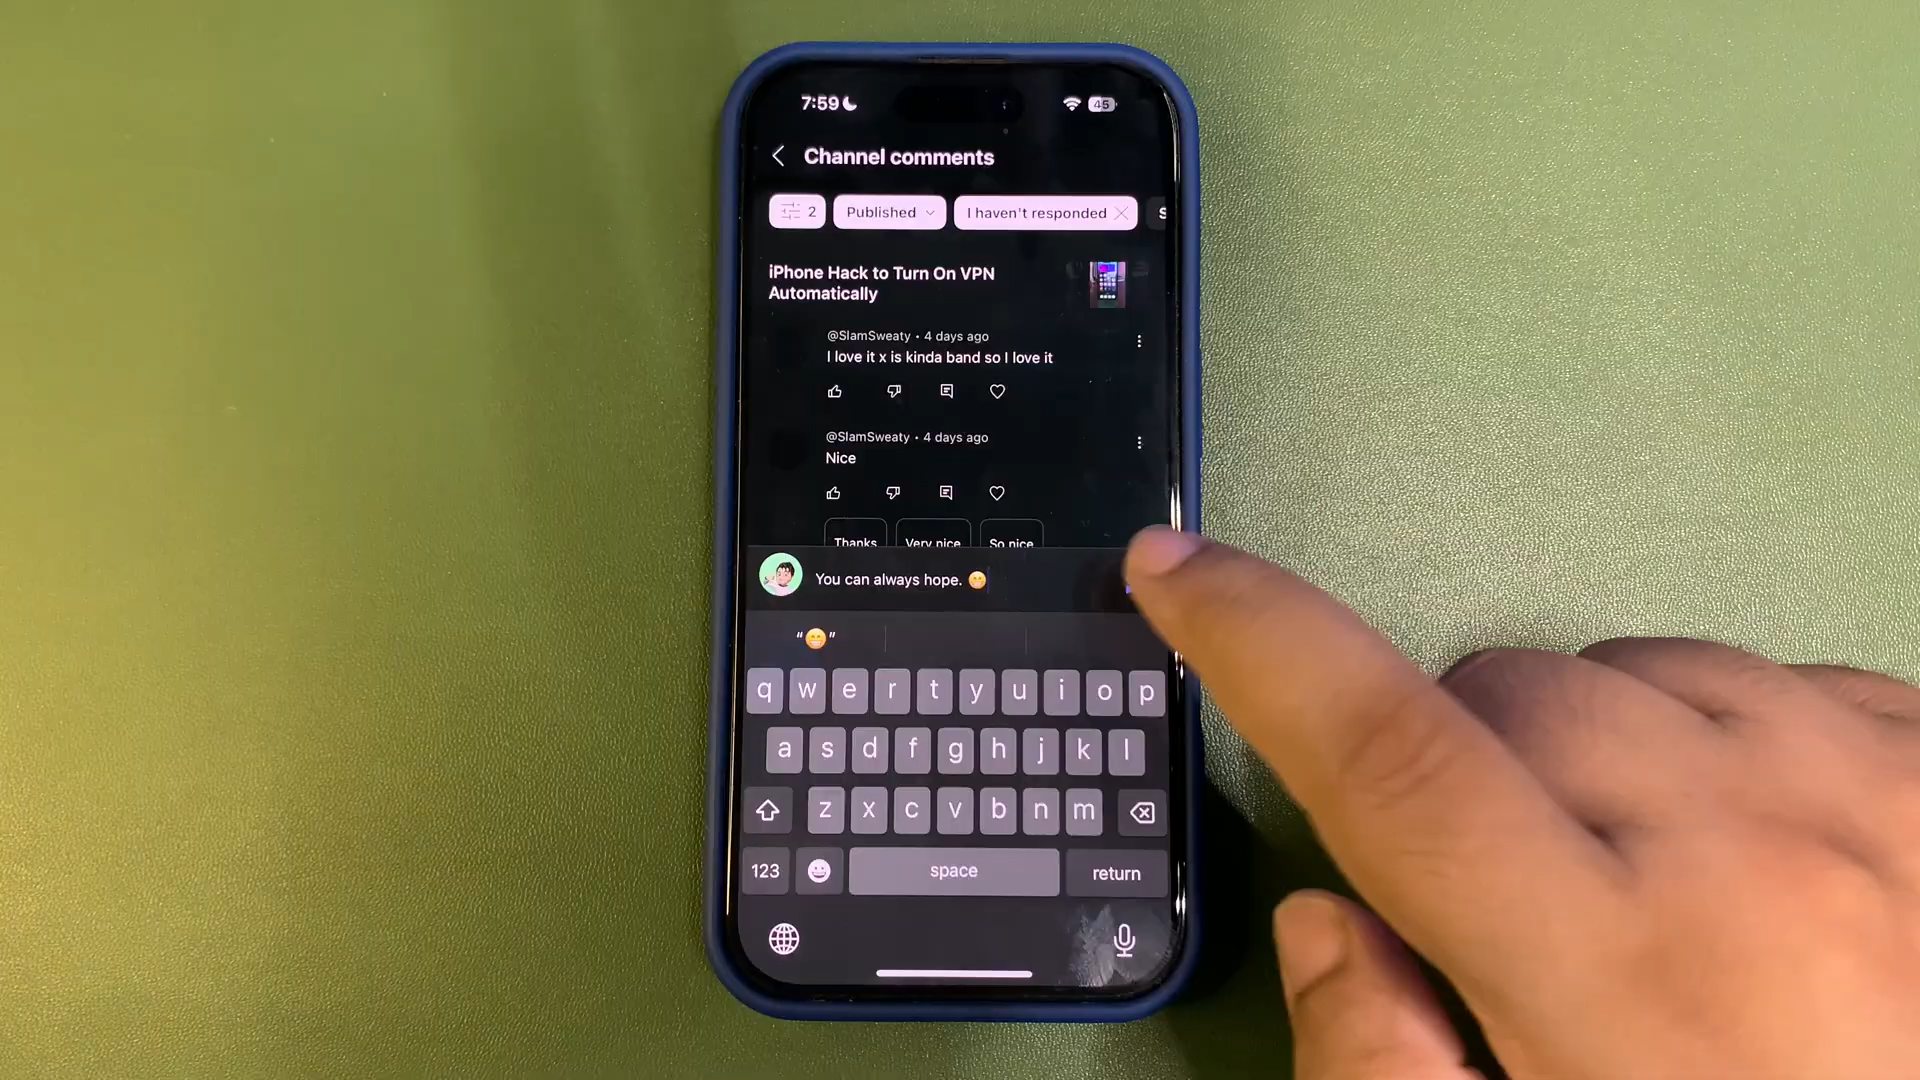 7:59
45
Channel comments
2
Published
I haven't responded
S
iPhone Hack to Turn On VPN
Automatically
@SlamSweaty • 4 days ago
I love it x is kinda band so I love it
@SlamSweaty • 4 days ago
Nice
Thanks
Very nice
So nice
You can always hope. 😁
"😁"
q w e r t y u i o p
a s d f g h j k l
z x c v b n m
123
space
return